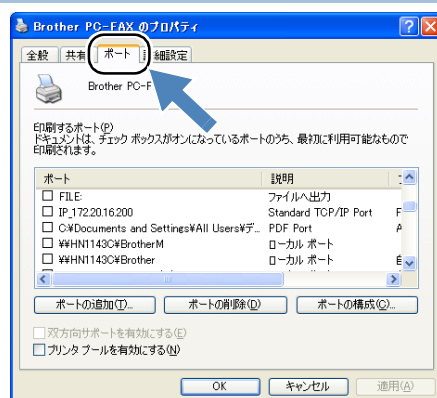 Brother PC-FAX のプロパティ
全般 共有 ポート 細細設定
Brother PC-F
印刷するポート(P)
ドキュメントは、チェック ボックスがオンになっているポートのうち、最初に利用可能なもので
印刷されます。
ポート 説明
FILE: ファイルへ出力
IP_172.20.16.200 Standard TCP/IP Port F
C:¥Documents and Settings¥All Users¥デ... PDF Port A
¥¥HN1143C¥BrotherM ローカル ポート
¥¥HN1143C¥Brother ローカル ポート
ポートの追加(T)... ポートの削除(D) ポートの構成(C)...
双方向サポートを有効にする(E)
プリンタ プールを有効にする(N)
OK キャンセル 適用(A)